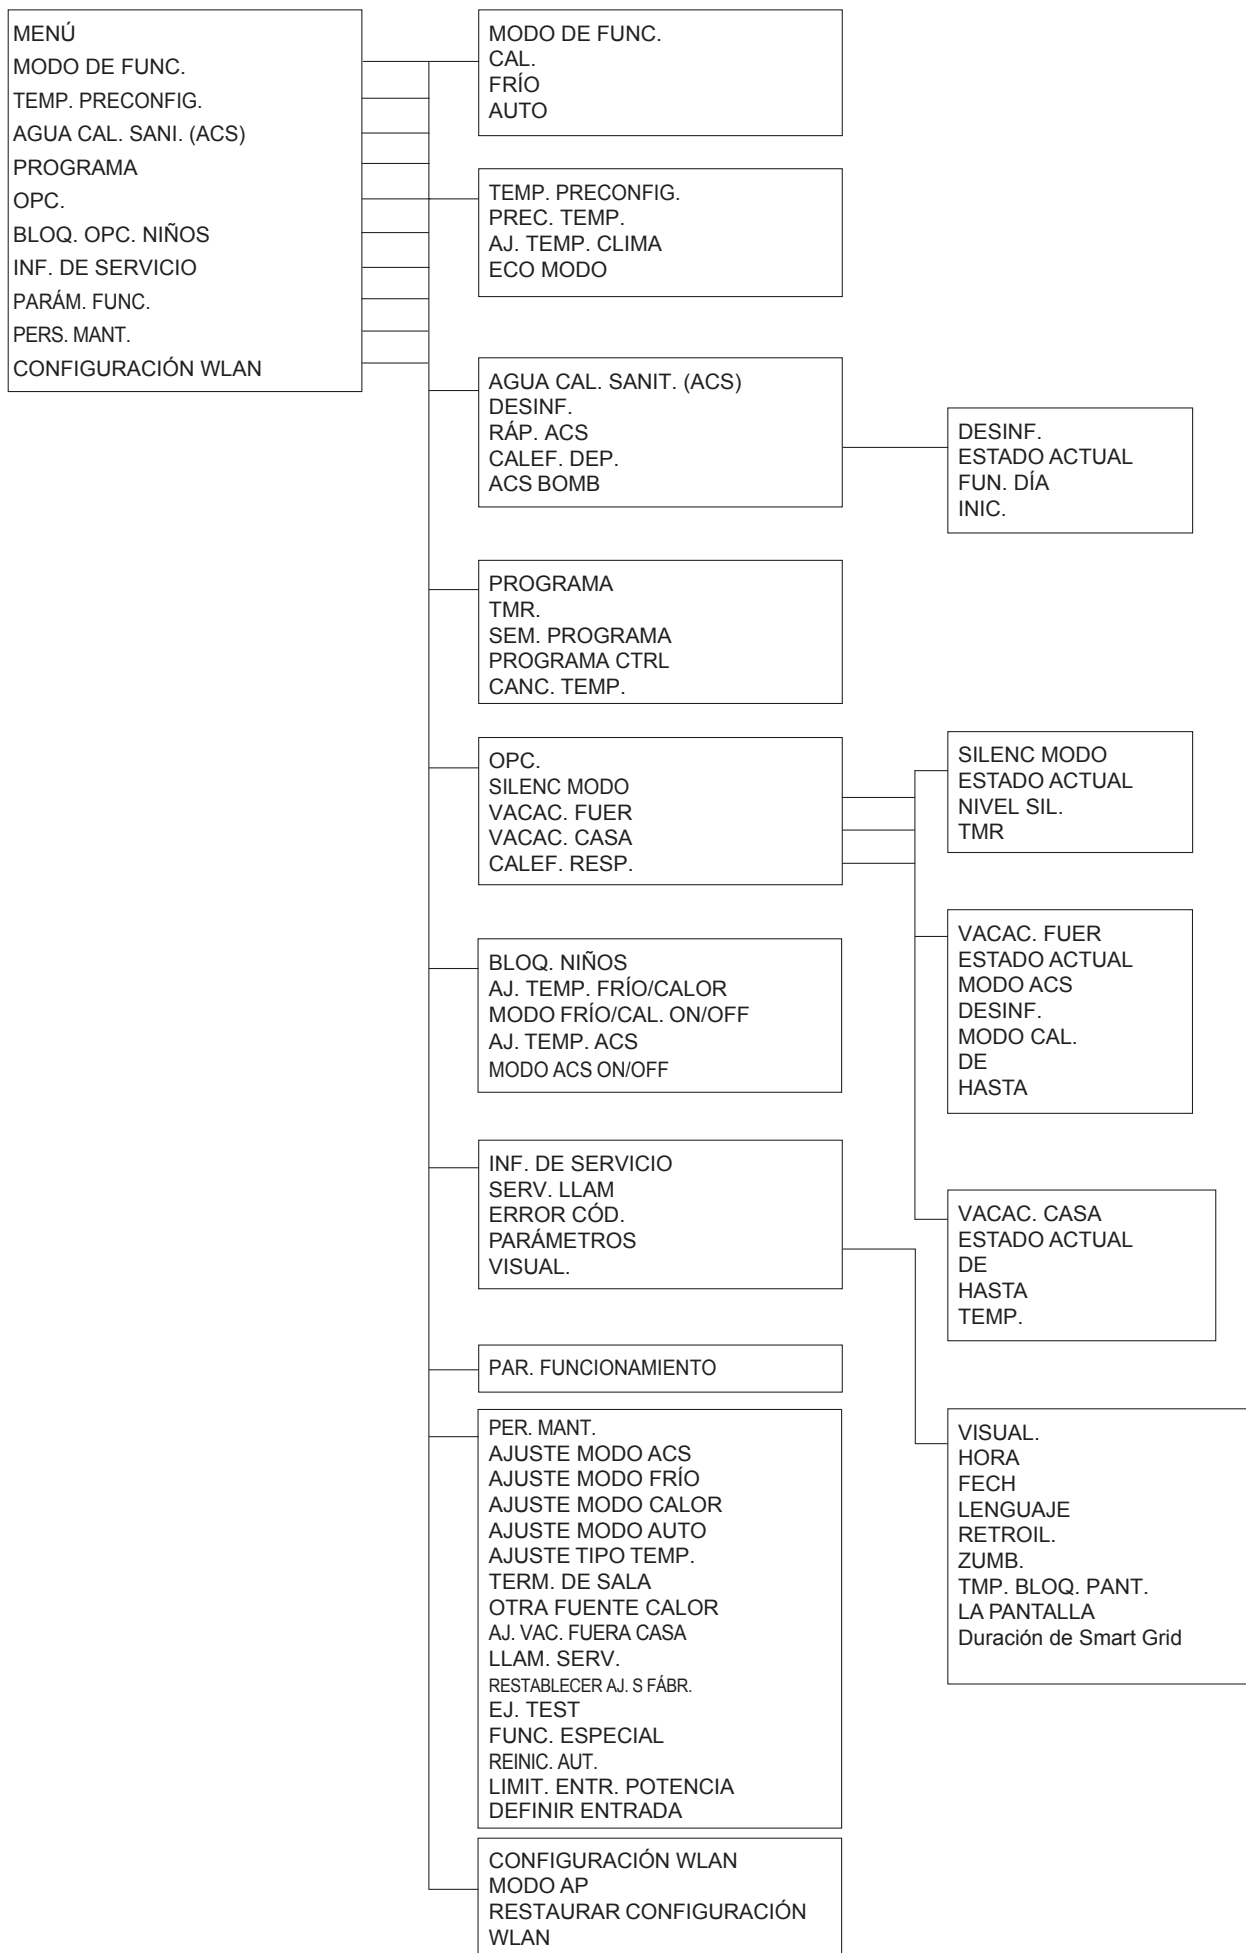 MENÚ
MODO DE FUNC.
TEMP. PRECONFIG.
AGUA CAL. SANI. (ACS)
PROGRAMA
OPC.
BLOQ. OPC. NIÑOS
INF. DE SERVICIO
PARÁM. FUNC.
PERS. MANT.
CONFIGURACIÓN WLAN
MODO DE FUNC.
CAL.
FRÍO
AUTO
TEMP. PRECONFIG.
PREC. TEMP.
AJ. TEMP. CLIMA
ECO MODO
AGUA CAL. SANIT. (ACS)
DESINF.
RÁP. ACS
CALEF. DEP.
ACS BOMB
DESINF.
ESTADO ACTUAL
FUN. DÍA
INIC.
PROGRAMA
TMR.
SEM. PROGRAMA
PROGRAMA CTRL
CANC. TEMP.
OPC.
SILENC MODO
VACAC. FUER
VACAC. CASA
CALEF. RESP.
SILENC MODO
ESTADO ACTUAL
NIVEL SIL.
TMR
VACAC. FUER
ESTADO ACTUAL
MODO ACS
DESINF.
MODO CAL.
DE
HASTA
VACAC. CASA
ESTADO ACTUAL
DE
HASTA
TEMP.
BLOQ. NIÑOS
AJ. TEMP. FRÍO/CALOR
MODO FRÍO/CAL. ON/OFF
AJ. TEMP. ACS
MODO ACS ON/OFF
INF. DE SERVICIO
SERV. LLAM
ERROR CÓD.
PARÁMETROS
VISUAL.
VISUAL.
HORA
FECH
LENGUAJE
RETROIL.
ZUMB.
TMP. BLOQ. PANT.
LA PANTALLA
Duración de Smart Grid
PAR. FUNCIONAMIENTO
PER. MANT.
AJUSTE MODO ACS
AJUSTE MODO FRÍO
AJUSTE MODO CALOR
AJUSTE MODO AUTO
AJUSTE TIPO TEMP.
TERM. DE SALA
OTRA FUENTE CALOR
AJ. VAC. FUERA CASA
LLAM. SERV.
RESTABLECER AJ. S FÁBR.
EJ. TEST
FUNC. ESPECIAL
REINIC. AUT.
LIMIT. ENTR. POTENCIA
DEFINIR ENTRADA
CONFIGURACIÓN WLAN
MODO AP
RESTAURAR CONFIGURACIÓN
WLAN